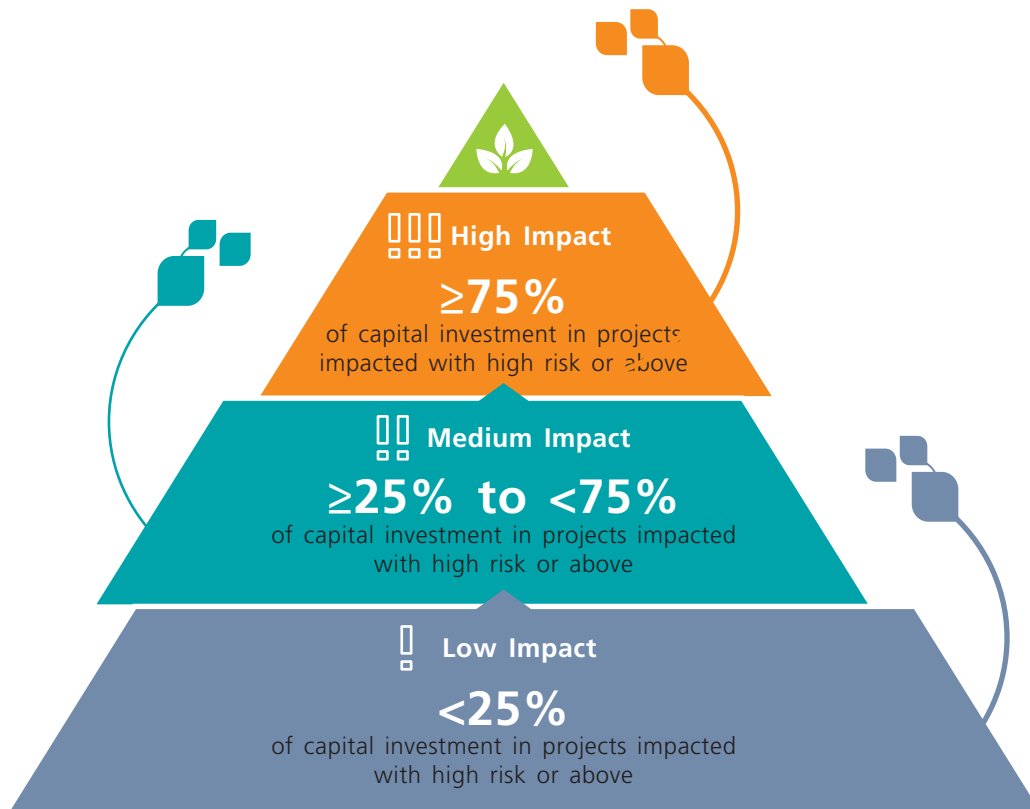 High Impact
≥75%
of capital investment in projects
impacted with high risk or above
Medium Impact
≥25% to <75%
of capital investment in projects impacted
with high risk or above
Low Impact
<25%
of capital investment in projects impacted
with high risk or above